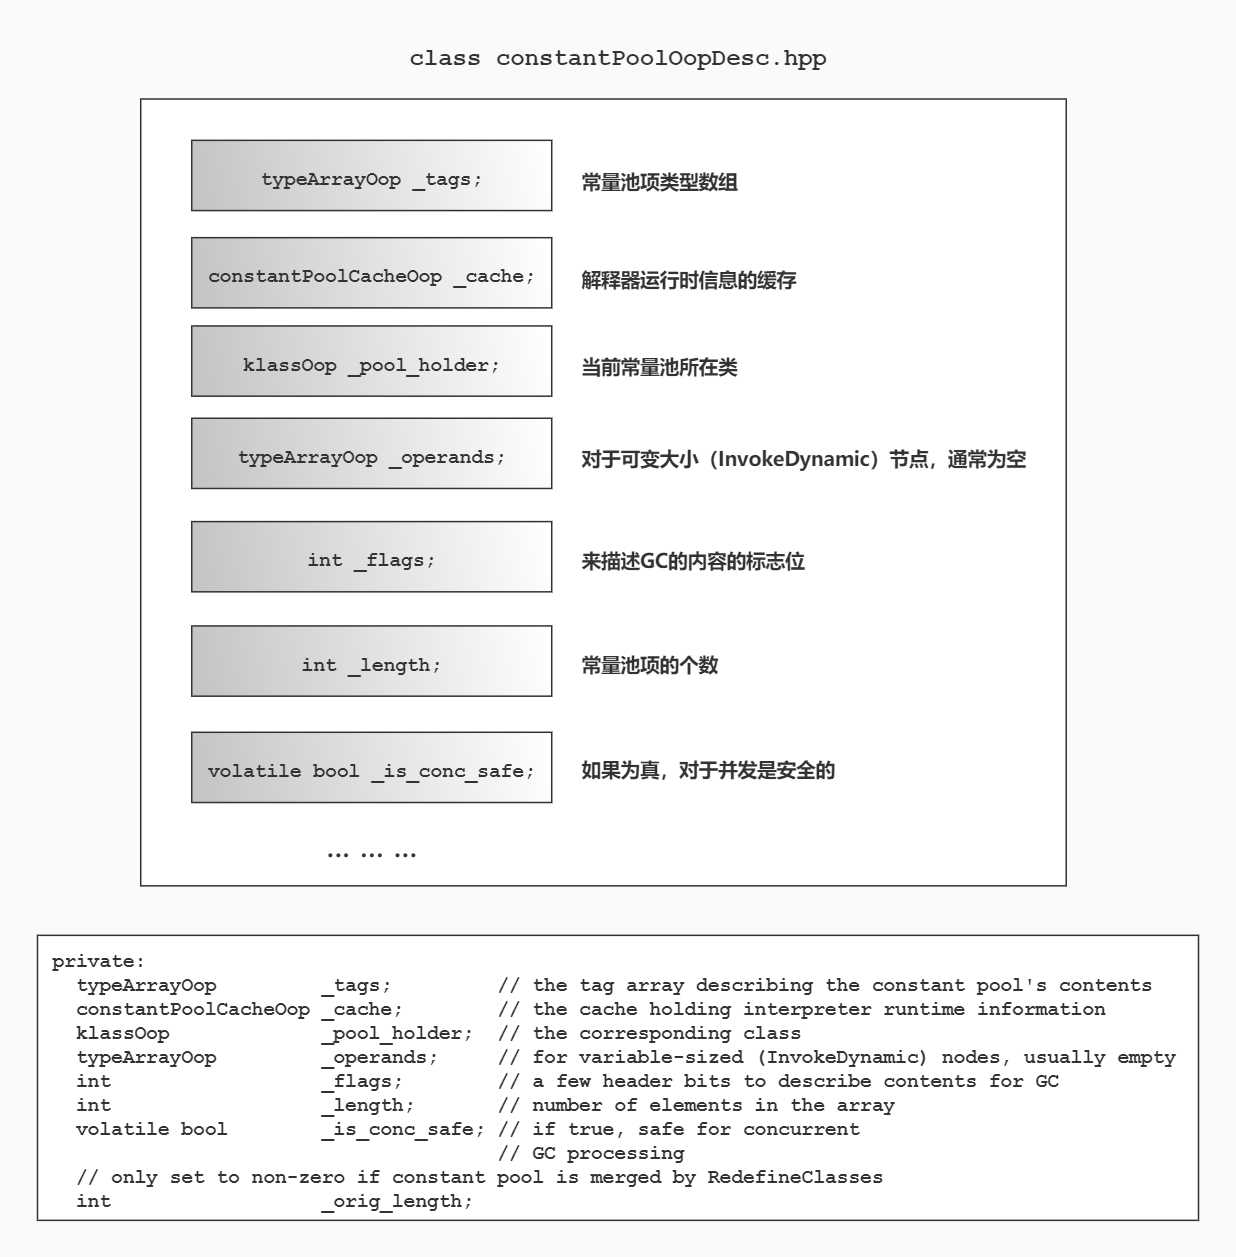 class constantPoolOopDesc.hpp
typeArrayOop _tags;
常量池项类型数组
constantPoolCacheOop _cache;
解释器运行时信息的缓存
klassOop _pool_holder;
当前常量池所在类
typeArrayOop _operands;
对于可变大小（InvokeDynamic）节点，通常为空
int _flags;
来描述GC的内容的标志位
int _length;
常量池项的个数
volatile bool _is_conc_safe;
如果为真，对于并发是安全的
... ... ...
private:
typeArrayOop _tags; // the tag array describing the constant pool's contents
constantPoolCacheOop _cache; // the cache holding interpreter runtime information
klassOop _pool_holder; // the corresponding class
typeArrayOop _operands; // for variable-sized (InvokeDynamic) nodes, usually empty
int _flags; // a few header bits to describe contents for GC
int _length; // number of elements in the array
volatile bool _is_conc_safe; // if true, safe for concurrent
// GC processing
// only set to non-zero if constant pool is merged by RedefineClasses
int _orig_length;